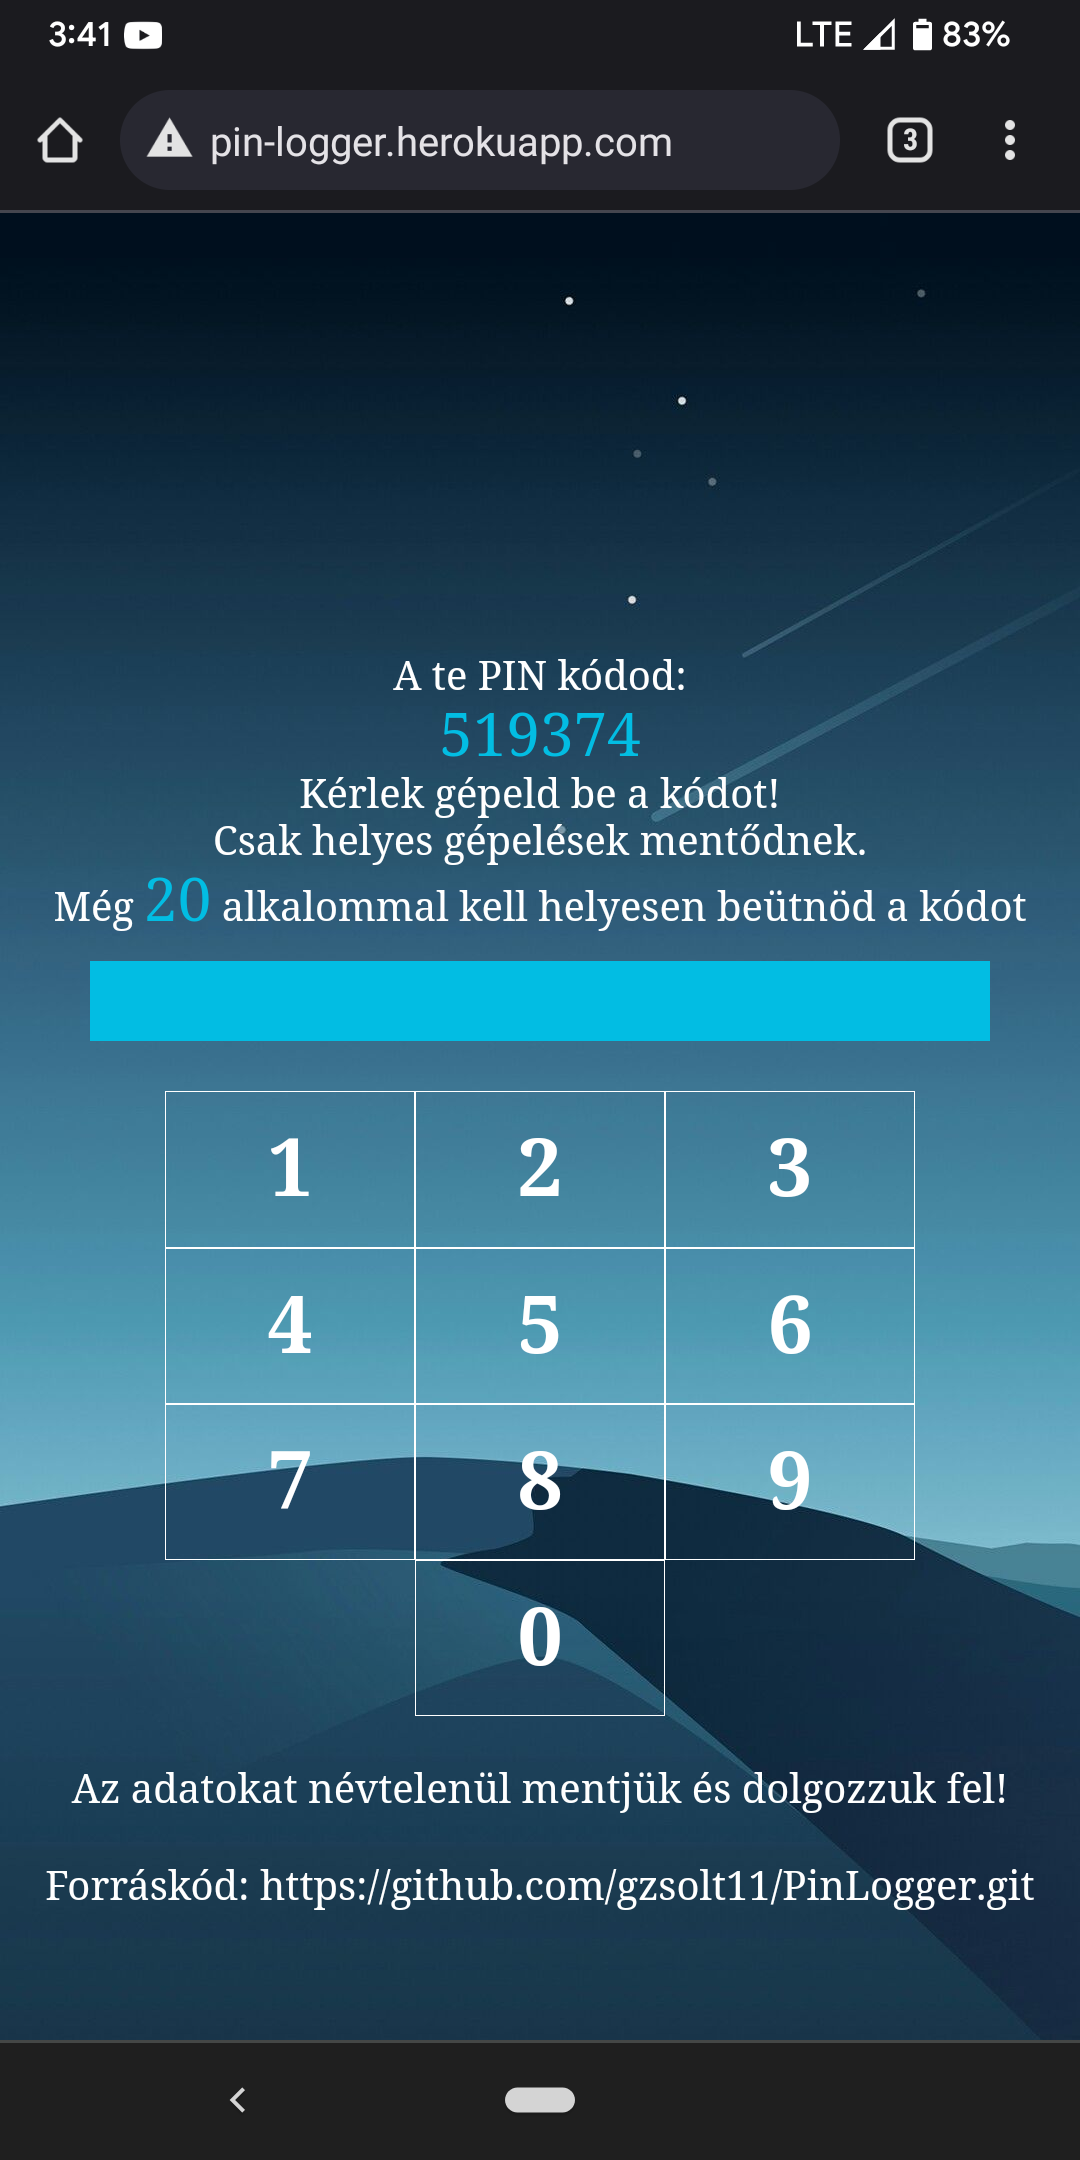 3:41 LTE 83%
pin-logger.herokuapp.com 3
A te PIN kódod:
519374
Kérlek gépeld be a kódot!
Csak helyes gépelések mentődnek.
Még 20 alkalommal kell helyesen beütnöd a kódot
1 2 3
4 5 6
7 8 9
0
Az adatokat névtelenül mentjük és dolgozzuk fel!
Forráskód: https://github.com/gzsolt11/PinLogger.git